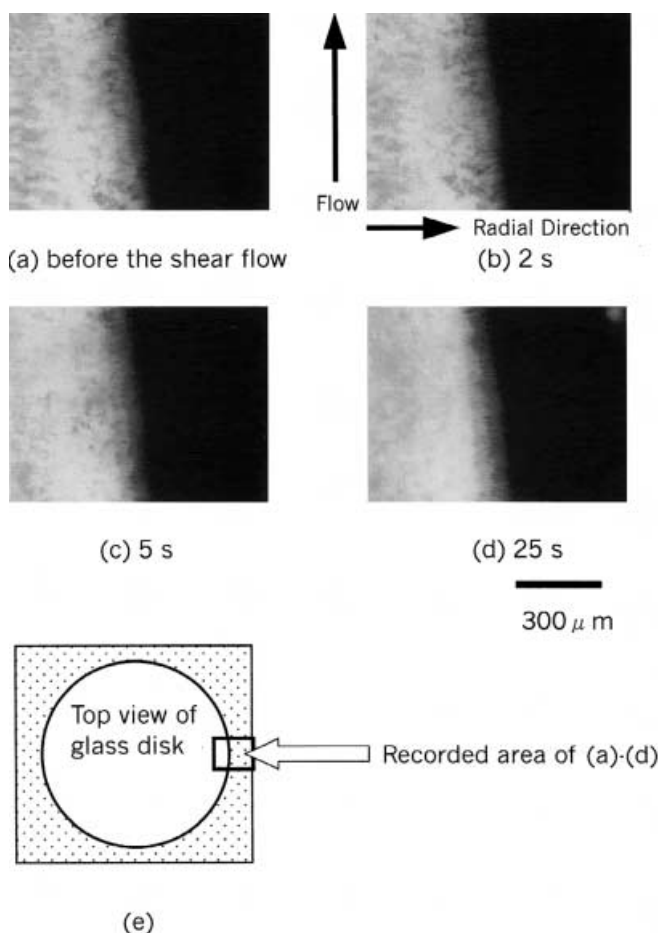 Flow
Radial Direction
(a) before the shear flow
(b) 2 s
(c) 5 s
(d) 25 s
300 μ m
Top view of
glass disk
Recorded area of (a)-(d)
(e)